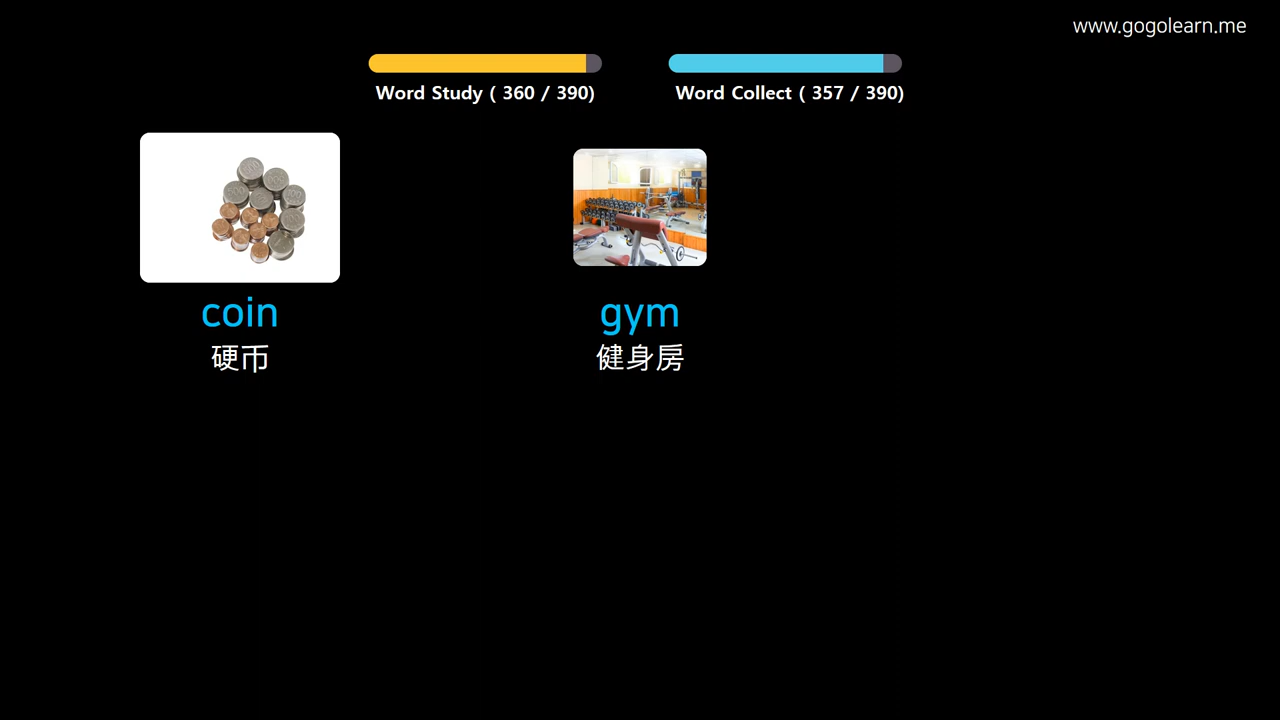 www.gogolearn.me
Word Study ( 360 / 390)
Word Collect ( 357 / 390)
coin
硬币
gym
健身房